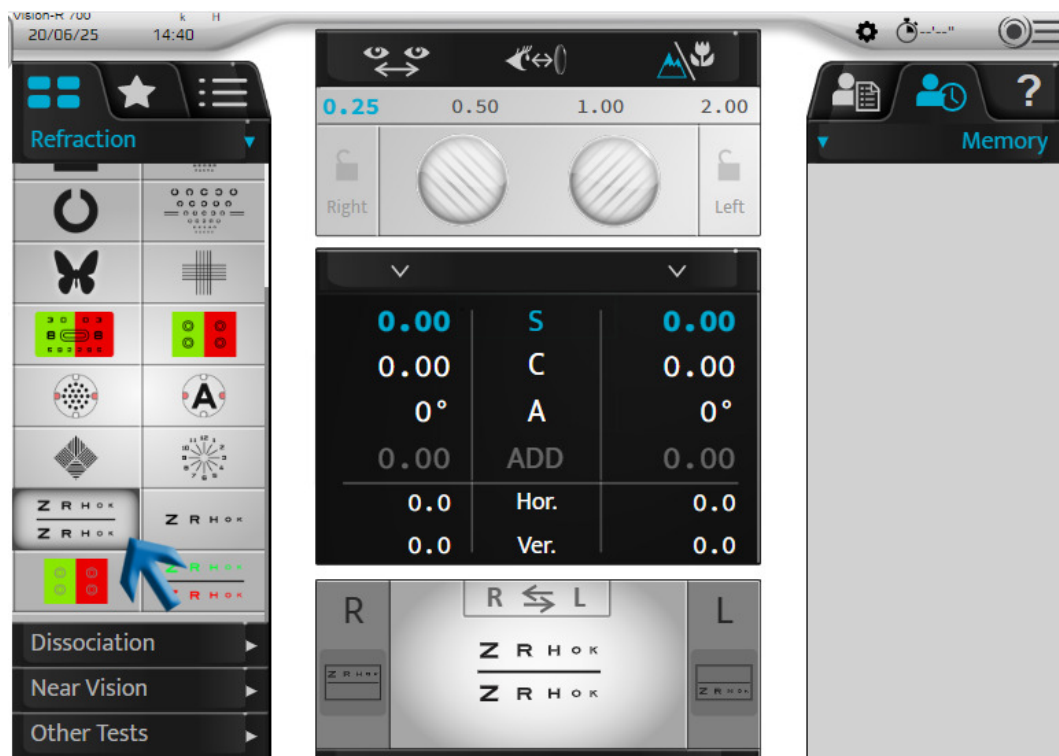 Vision-R 700 k H
20/06/25 14:40
Refraction
0.25 0.50 1.00 2.00
Right Left
0.00 S 0.00
0.00 C 0.00
0° A 0°
0.00 ADD 0.00
0.0 Hor. 0.0
0.0 Ver. 0.0
A
Z R H O K
Z R H O K
Z R H O K
Z R H O K
Z R H O K
Dissociation
Near Vision
Other Tests
R R L L
Z R H O K
Z R H O K
--'--"
?
Memory